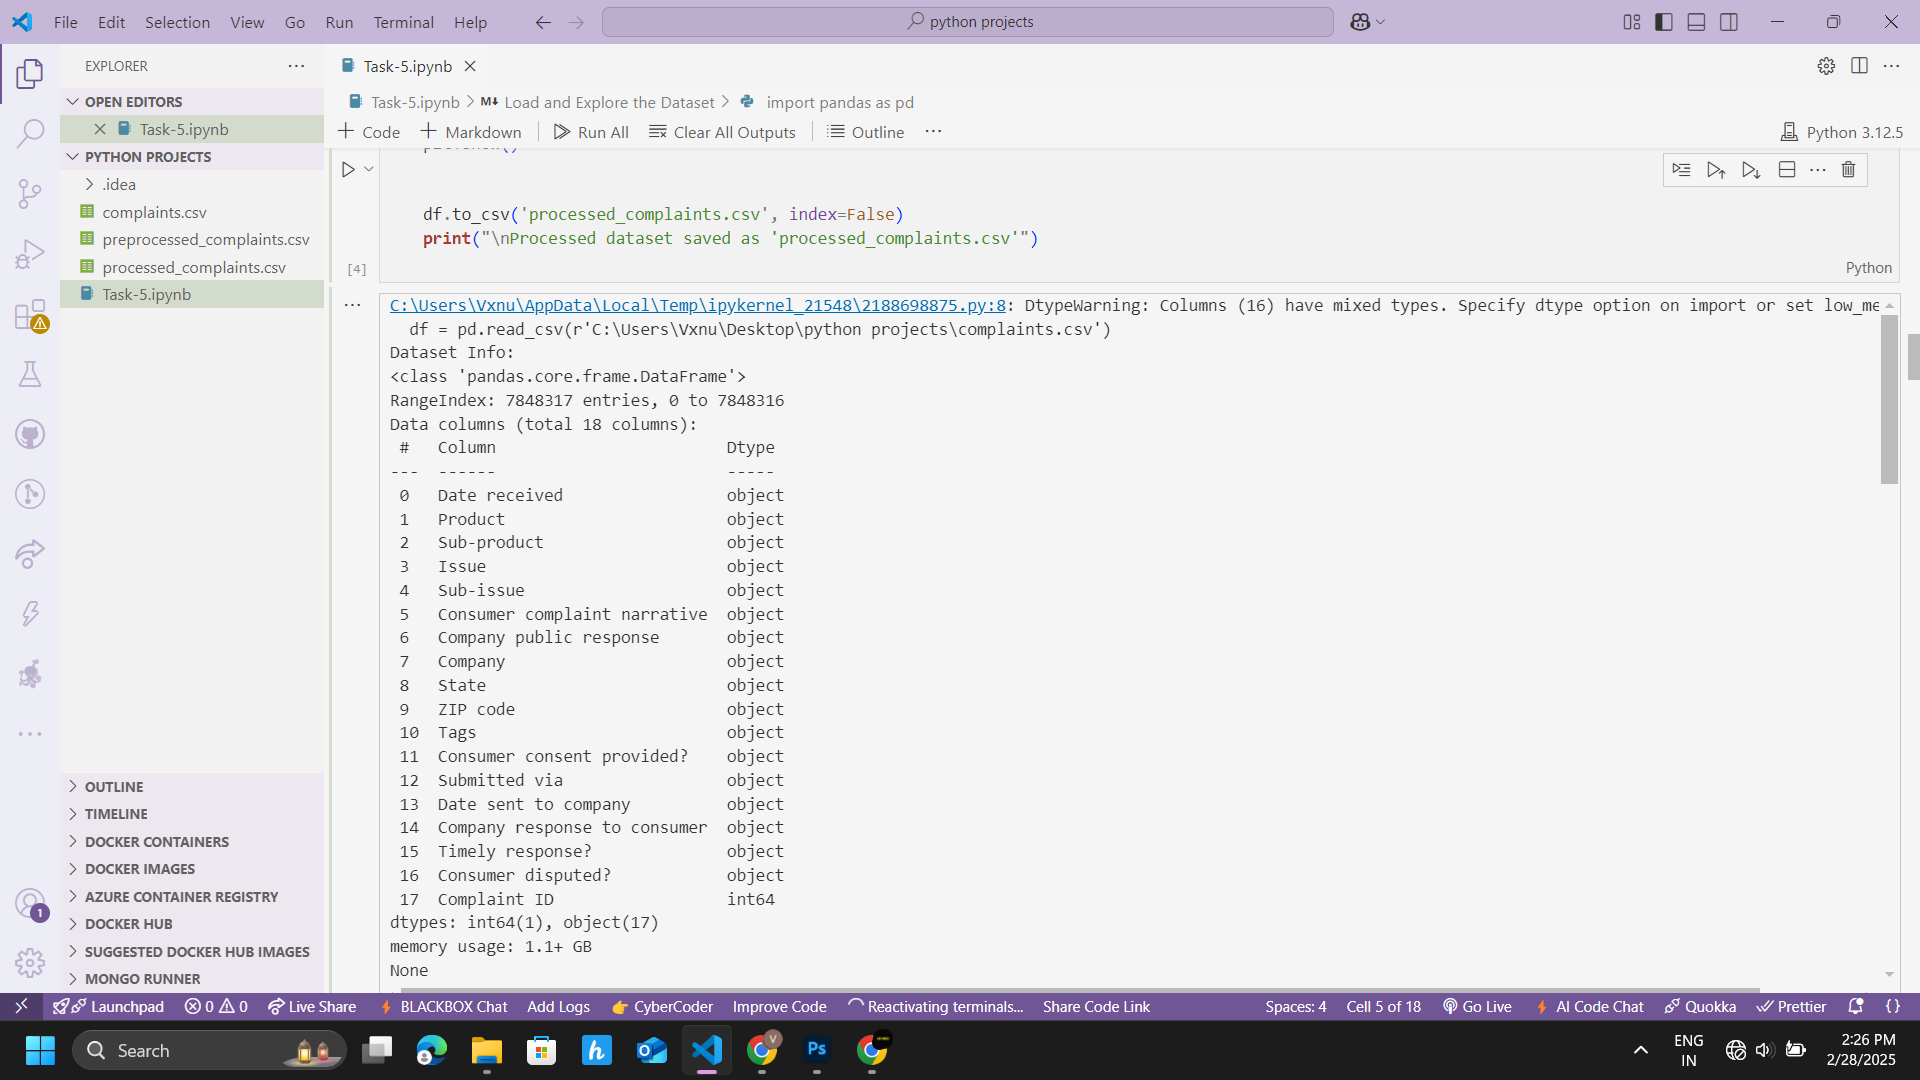 File Edit Selection View Go Run Terminal Help
python projects
EXPLORER
OPEN EDITORS
Task-5.ipynb
PYTHON PROJECTS
.idea
complaints.csv
preprocessed_complaints.csv
processed_complaints.csv
Task-5.ipynb
OUTLINE
TIMELINE
DOCKER CONTAINERS
DOCKER IMAGES
AZURE CONTAINER REGISTRY
DOCKER HUB
SUGGESTED DOCKER HUB IMAGES
MONGO RUNNER
1
Task-5.ipynb
Task-5.ipynb > M↓ Load and Explore the Dataset > import pandas as pd
+ Code + Markdown Run All Clear All Outputs Outline ...
Python 3.12.5
df.to_csv('processed_complaints.csv', index=False)
print("\nProcessed dataset saved as 'processed_complaints.csv'")
[4]
Python
C:\Users\Vxnu\AppData\Local\Temp\ipykernel_21548\2188698875.py:8: DtypeWarning: Columns (16) have mixed types. Specify dtype option on import or set low_me
df = pd.read_csv(r'C:\Users\Vxnu\Desktop\python projects\complaints.csv')
Dataset Info:
<class 'pandas.core.frame.DataFrame'>
RangeIndex: 7848317 entries, 0 to 7848316
Data columns (total 18 columns):
# Column Dtype
--- ------ -----
0 Date received object
1 Product object
2 Sub-product object
3 Issue object
4 Sub-issue object
5 Consumer complaint narrative object
6 Company public response object
7 Company object
8 State object
9 ZIP code object
10 Tags object
11 Consumer consent provided? object
12 Submitted via object
13 Date sent to company object
14 Company response to consumer object
15 Timely response? object
16 Consumer disputed? object
17 Complaint ID int64
dtypes: int64(1), object(17)
memory usage: 1.1+ GB
None
Launchpad 0 0 Live Share BLACKBOX Chat Add Logs CyberCoder Improve Code Reactivating terminals... Share Code Link Spaces: 4 Cell 5 of 18 Go Live AI Code Chat Quokka Prettier {}
Search
h
Ps
V
ENG
IN
2:26 PM
2/28/2025